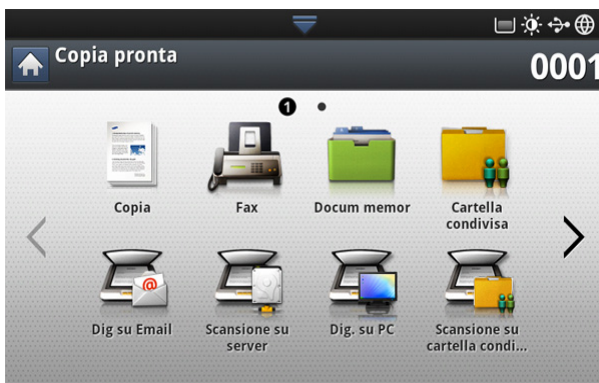 Copia pronta
0001
1
Copia
Fax
Docum memor
Cartella
condivisa
@
Dig su Email
Scansione su
server
Dig. su PC
Scansione su
cartella condi...